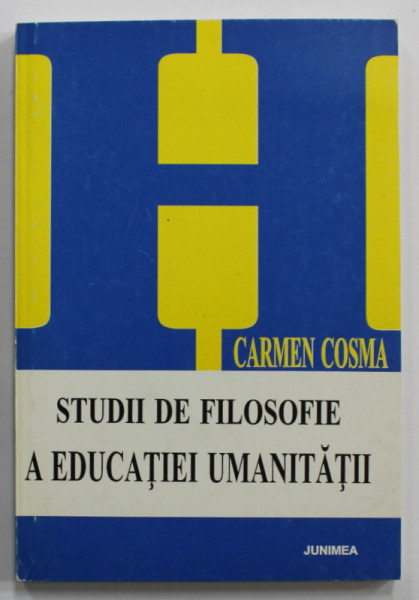 CARMEN COSMA
STUDII DE FILOSOFIE
A EDUCAȚIEI UMANITĂȚII
JUNIMEA